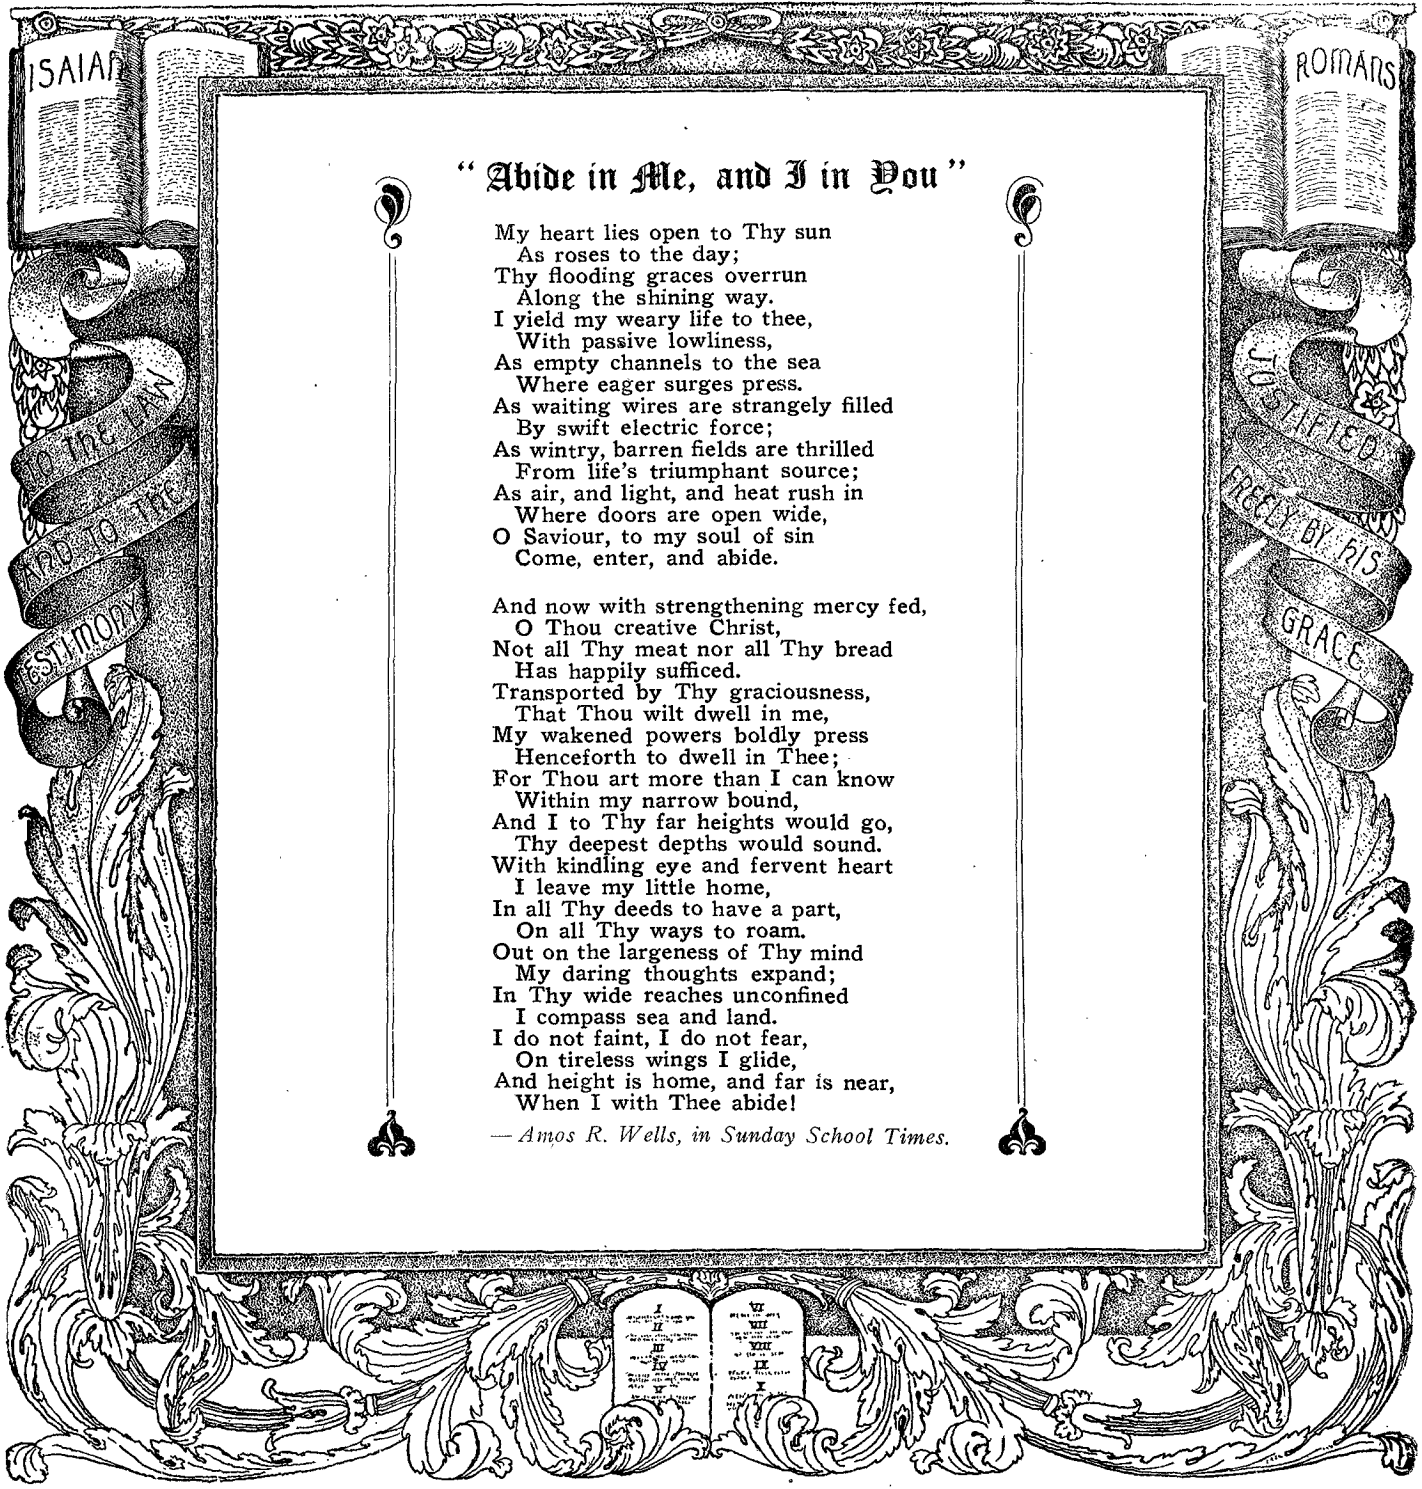 ISAIAH
ROMANS
TO THE LAW
AND TO THE
TESTIMONY
JUSTIFIED
FREELY BY HIS
GRACE
"Abide in Me, and I in You"
My heart lies open to Thy sun
As roses to the day;
Thy flooding graces overrun
Along the shining way.
I yield my weary life to thee,
With passive lowliness,
As empty channels to the sea
Where eager surges press.
As waiting wires are strangely filled
By swift electric force;
As wintry, barren fields are thrilled
From life's triumphant source;
As air, and light, and heat rush in
Where doors are open wide,
O Saviour, to my soul of sin
Come, enter, and abide.
And now with strengthening mercy fed,
O Thou creative Christ,
Not all Thy meat nor all Thy bread
Has happily sufficed.
Transported by Thy graciousness,
That Thou wilt dwell in me,
My wakened powers boldly press
Henceforth to dwell in Thee;
For Thou art more than I can know
Within my narrow bound,
And I to Thy far heights would go,
Thy deepest depths would sound.
With kindling eye and fervent heart
I leave my little home,
In all Thy deeds to have a part,
On all Thy ways to roam.
Out on the largeness of Thy mind
My daring thoughts expand;
In Thy wide reaches unconfined
I compass sea and land.
I do not faint, I do not fear,
On tireless wings I glide,
And height is home, and far is near,
When I with Thee abide!
— Amos R. Wells, in Sunday School Times.
I
II
III
IV
V
VI
VII
VIII
IX
X